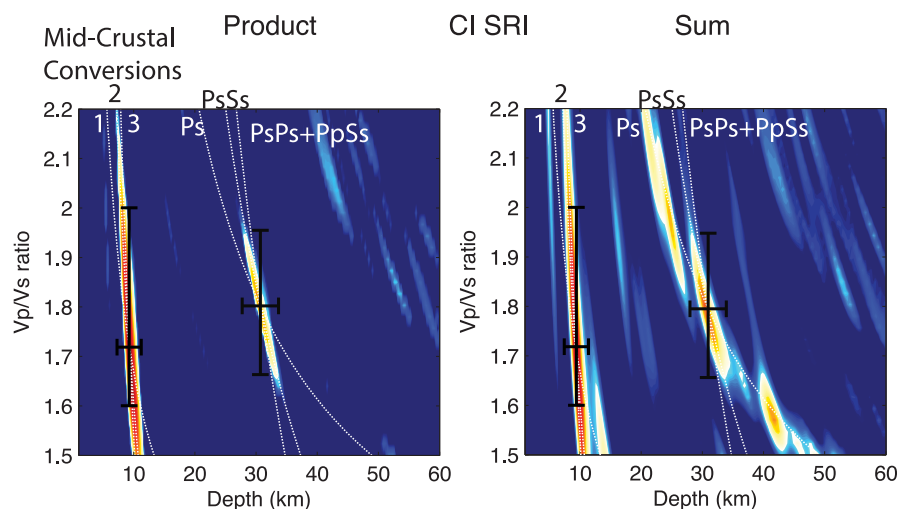 Product CI SRI Sum
Mid-Crustal
Conversions
2 PsSs
1 3 Ps PsPs+PpSs
2.2
2.1
2
1.9
1.8
1.7
1.6
1.5
Vp/Vs ratio
10 20 30 40 50 60
Depth (km)
2 PsSs
1 3 Ps PsPs+PpSs
2.2
2.1
2
1.9
1.8
1.7
1.6
1.5
Vp/Vs ratio
10 20 30 40 50 60
Depth (km)